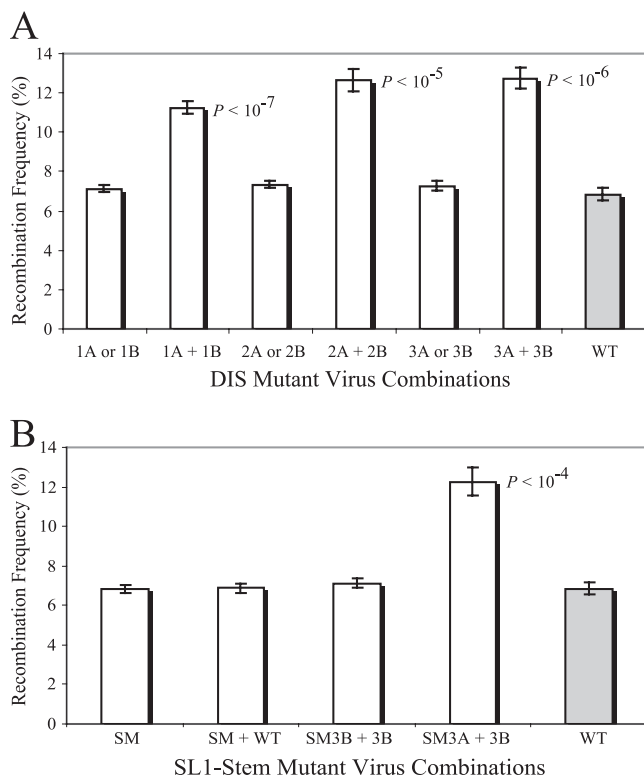 A
Recombination Frequency (%)
14
12
10
8
6
4
2
0
P < 10-7
P < 10-5
P < 10-6
1A or 1B
1A + 1B
2A or 2B
2A + 2B
3A or 3B
3A + 3B
WT
DIS Mutant Virus Combinations
B
Recombination Frequency (%)
14
12
10
8
6
4
2
0
P < 10-4
SM
SM + WT
SM3B + 3B
SM3A + 3B
WT
SL1-Stem Mutant Virus Combinations